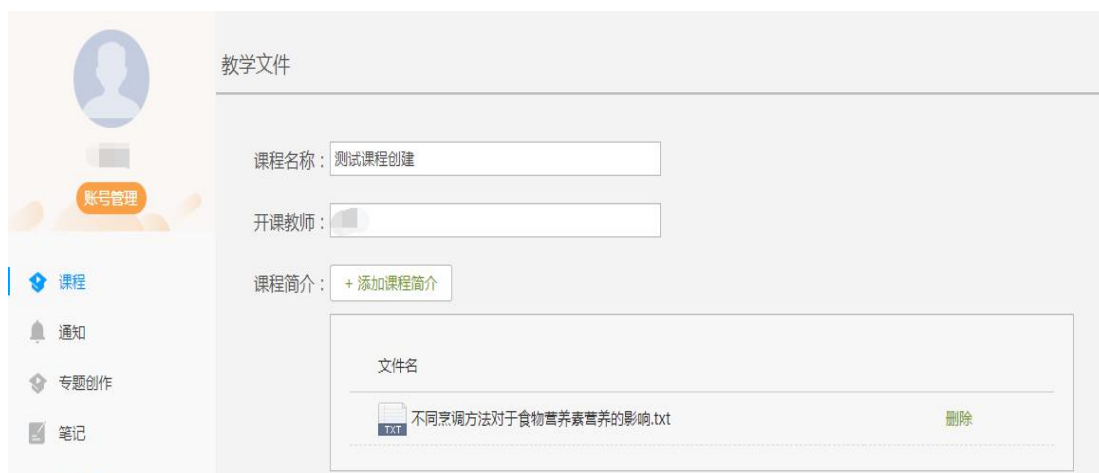 教学文件
课程名称：测试课程创建
账号管理
开课教师：
课程
课程简介：+ 添加课程简介
通知
文件名
专题创作
TXT 不同烹调方法对于食物营养素营养的影响.txt 删除
笔记